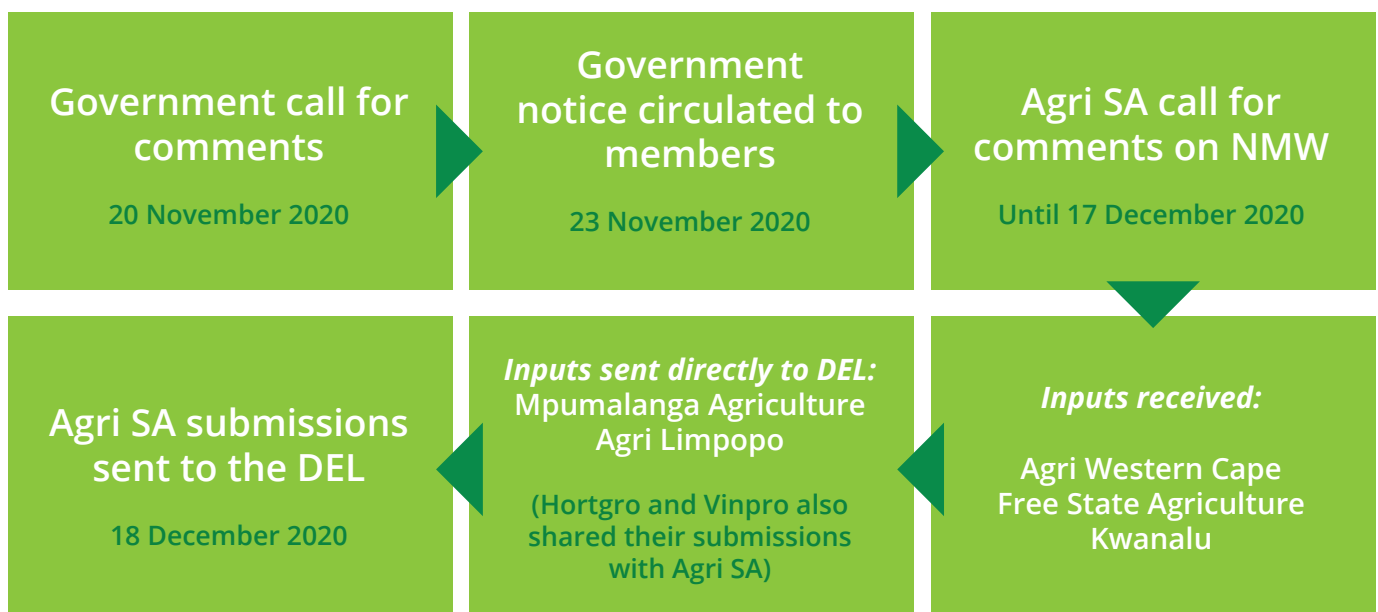 Government call for
comments
20 November 2020
Government
notice circulated to
members
23 November 2020
Agri SA call for
comments on NMW
Until 17 December 2020
Inputs received:
Agri Western Cape
Free State Agriculture
Kwanalu
Inputs sent directly to DEL:
Mpumalanga Agriculture
Agri Limpopo
(Hortgro and Vinpro also
shared their submissions
with Agri SA)
Agri SA submissions
sent to the DEL
18 December 2020